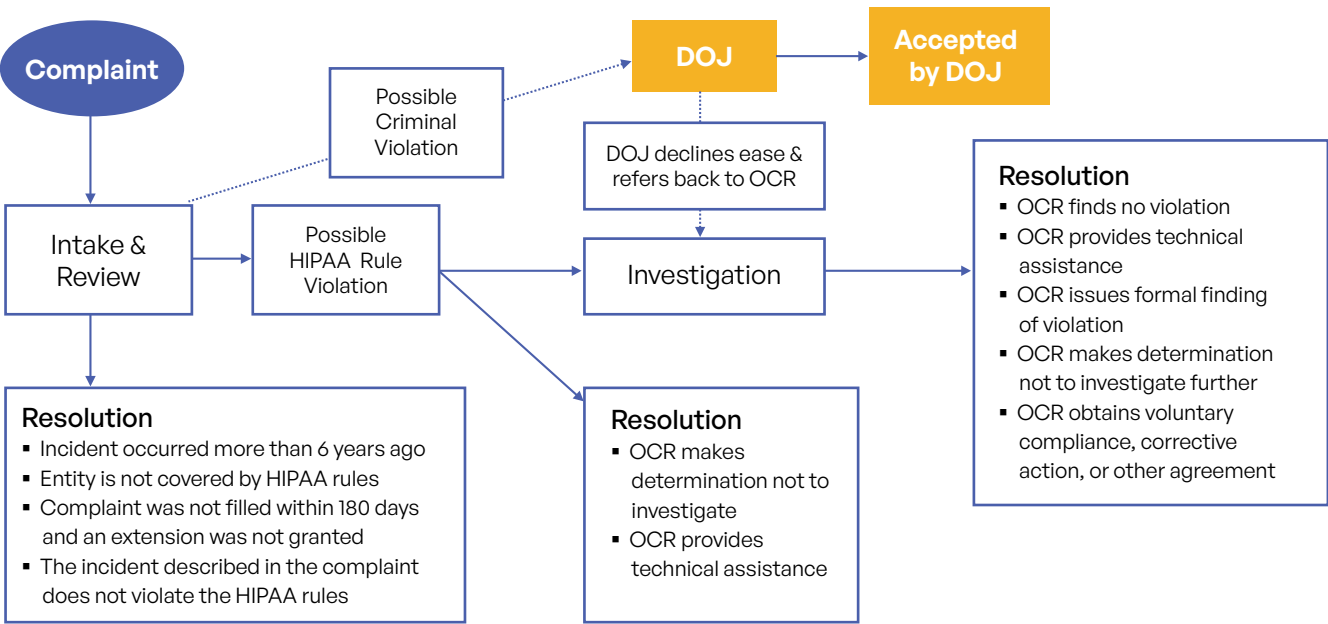 Complaint
Possible
Criminal
Violation
DOJ
Accepted
by DOJ
DOJ declines ease &
refers back to OCR
Intake &
Review
Possible
HIPAA Rule
Violation
Investigation
Resolution
▪ OCR finds no violation
▪ OCR provides technical
assistance
▪ OCR issues formal finding
of violation
▪ OCR makes determination
not to investigate further
▪ OCR obtains voluntary
compliance, corrective
action, or other agreement
Resolution
▪ Incident occurred more than 6 years ago
▪ Entity is not covered by HIPAA rules
▪ Complaint was not filled within 180 days
and an extension was not granted
▪ The incident described in the complaint
does not violate the HIPAA rules
Resolution
▪ OCR makes
determination not to
investigate
▪ OCR provides
technical assistance